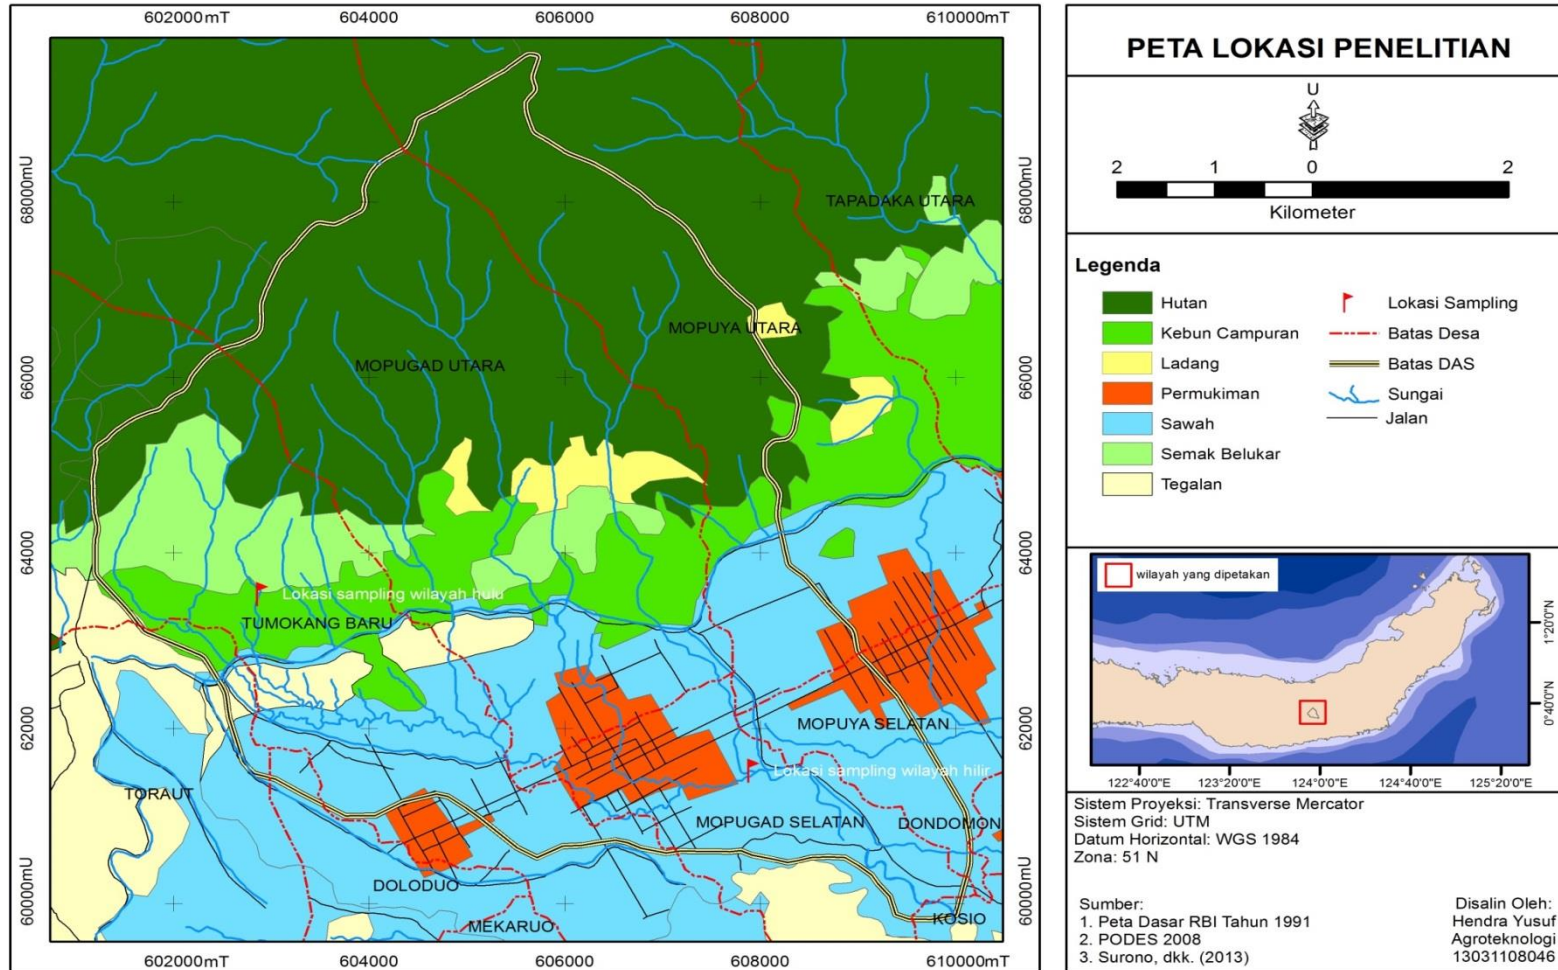 602000mT 604000 606000 608000 610000mT
68000mU 66000 64000 62000 60000mU
TAPADAKA UTARA
MOPUYA UTARA
MOPUGAD UTARA
Lokasi sampling wilayah hulu
TUMOKANG BARU
MOPUYA SELATAN
Lokasi sampling wilayah hilir
TORAUT
MOPUGAD SELATAN
DONDOMON
DOLODUO
MEKARUO
KOSIO
68000mU 66000 64000 62000 60000mU
602000mT 604000 606000 608000 610000mT
PETA LOKASI PENELITIAN
U
2 1 0 2
Kilometer
Legenda
Hutan
Kebun Campuran
Ladang
Permukiman
Sawah
Semak Belukar
Tegalan
Lokasi Sampling
Batas Desa
Batas DAS
Sungai
Jalan
wilayah yang dipetakan
1°20'0"N
0°40'0"N
122°40'0"E 123°20'0"E 124°0'0"E 124°40'0"E 125°20'0"E
Sistem Proyeksi: Transverse Mercator
Sistem Grid: UTM
Datum Horizontal: WGS 1984
Zona: 51 N
Sumber:
1. Peta Dasar RBI Tahun 1991
2. PODES 2008
3. Surono, dkk. (2013)
Disalin Oleh:
Hendra Yusuf
Agroteknologi
13031108046